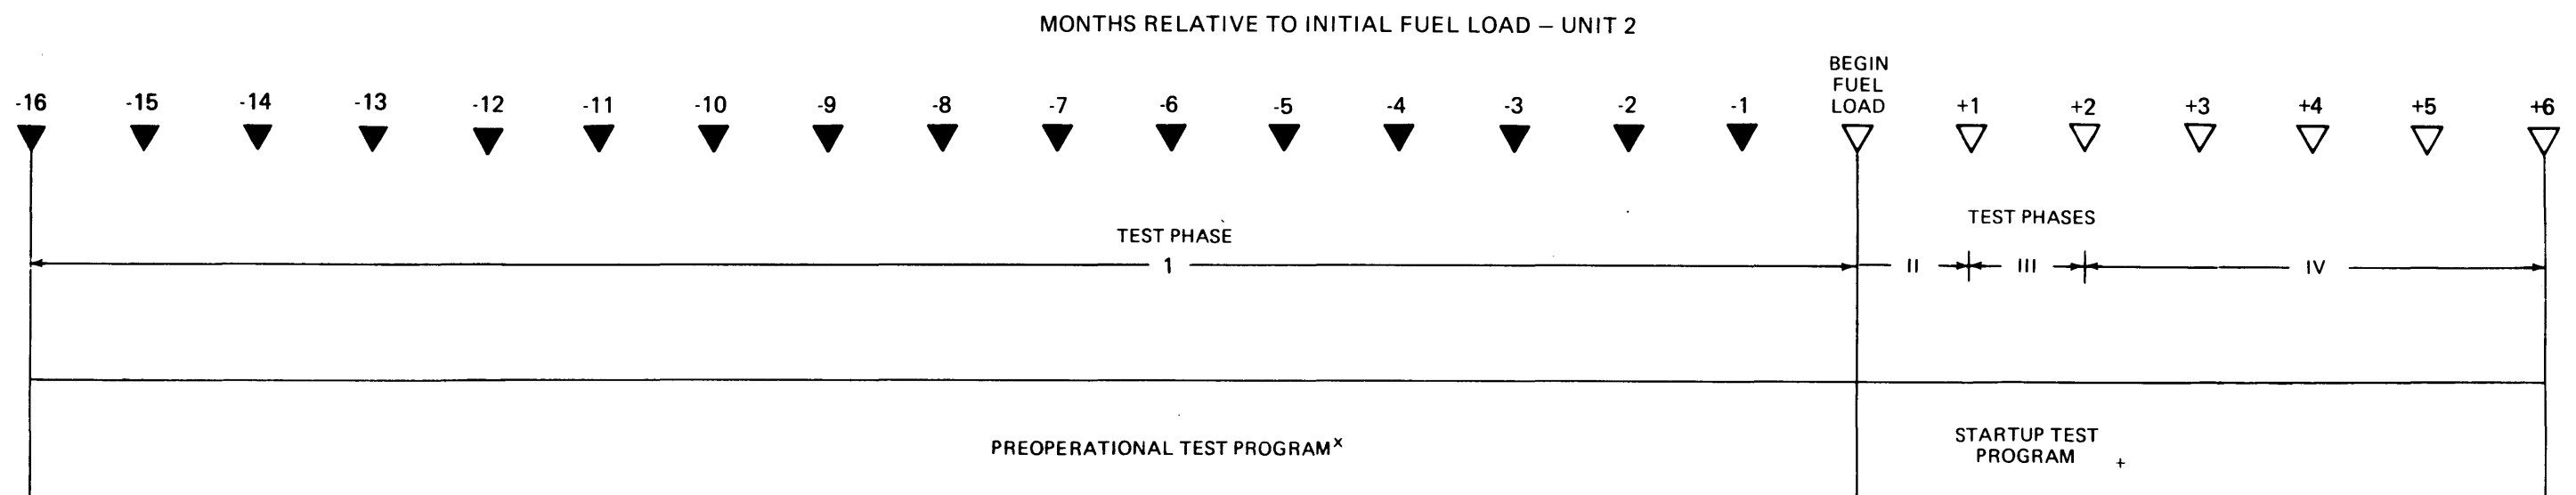 MONTHS RELATIVE TO INITIAL FUEL LOAD – UNIT 2
BEGIN
FUEL
-16 -15 -14 -13 -12 -11 -10 -9 -8 -7 -6 -5 -4 -3 -2 -1 LOAD +1 +2 +3 +4 +5 +6
TEST PHASES
TEST PHASE
1 II III IV
STARTUP TEST
PREOPERATIONAL TEST PROGRAM x
PROGRAM +